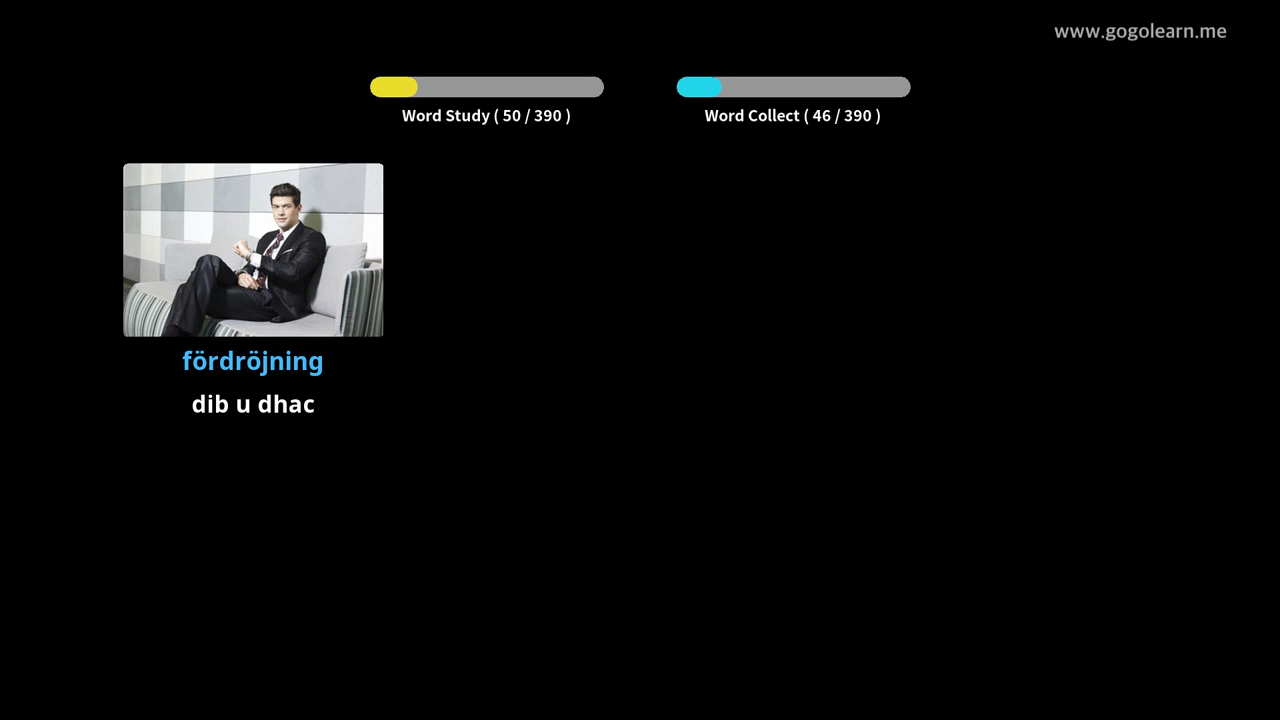 www.gogolearn.me
Word Study ( 50 / 390 )
Word Collect ( 46 / 390 )
fördröjning
dib u dhac